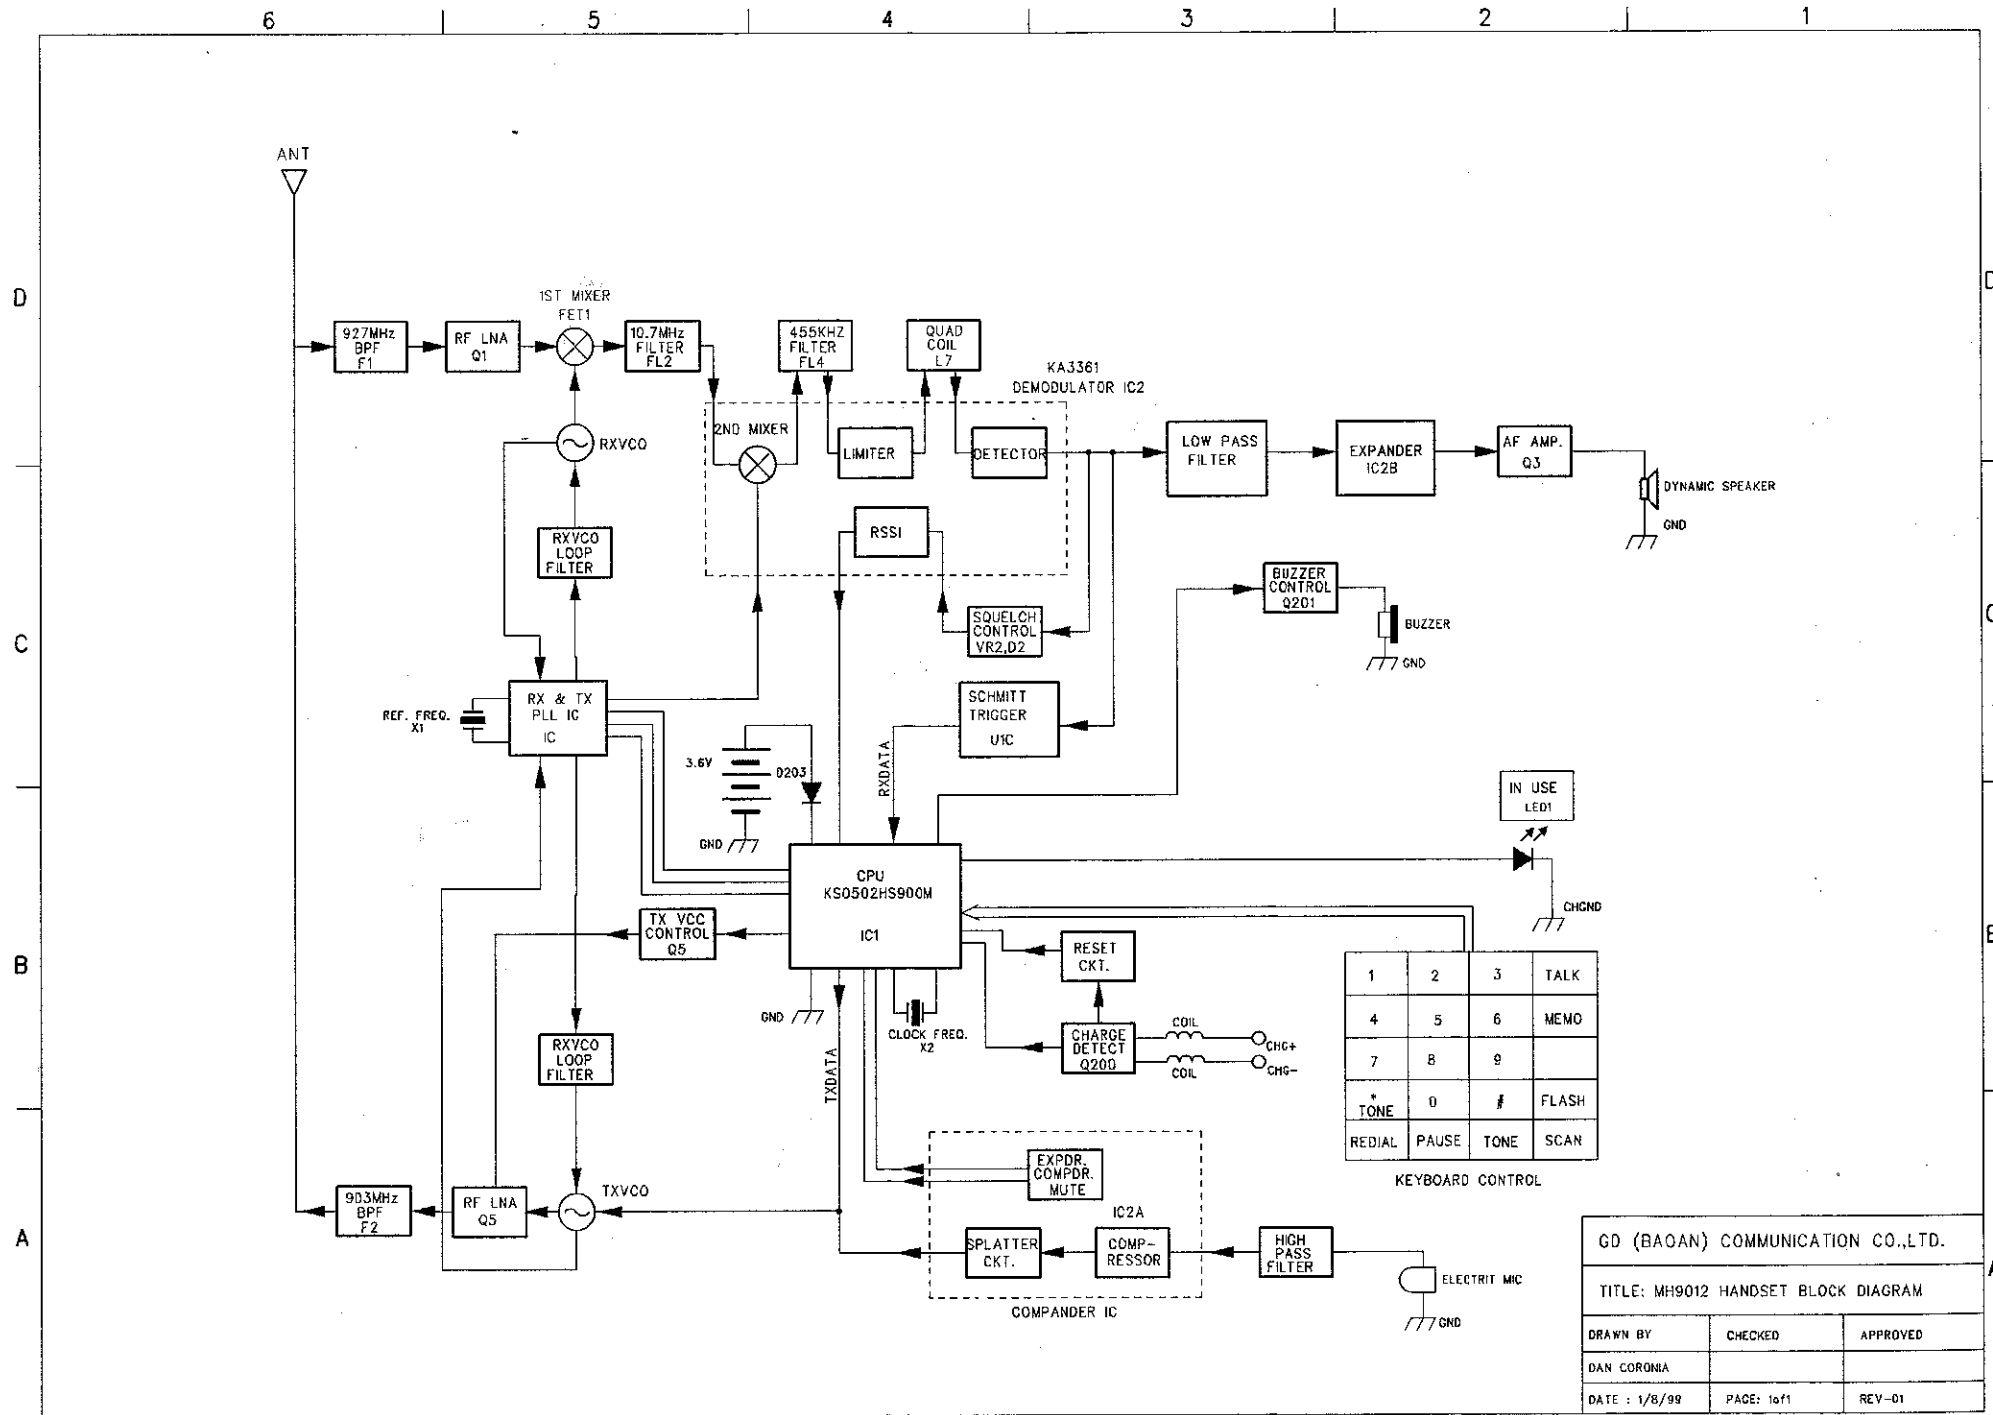 6 5 4 3 2 1
ANT
D
D
1ST MIXER
FET1
927MHz
BPF
F1
RF LNA
Q1
10.7MHz
FILTER
FL2
455KHZ
FILTER
FL4
QUAD
COIL
L7
KA3361
DEMODULATOR IC2
2ND MIXER
LIMITER
DETECTOR
LOW PASS
FILTER
EXPANDER
IC2B
AF AMP.
Q3
DYNAMIC SPEAKER
GND
RXVCO
RXVCO
LOOP
FILTER
RSSI
SQUELCH
CONTROL
VR2,D2
BUZZER
CONTROL
Q201
BUZZER
GND
C
C
REF. FREQ.
X1
RX & TX
PLL IC
IC
SCHMITT
TRIGGER
U1C
3.6V
D203
GND
RXDATA
IN USE
LED1
CHGND
CPU
KS0502HS900M
IC1
TX VCC
CONTROL
Q5
B
B
GND
TXDATA
CLOCK FREQ.
X2
RESET
CKT.
CHARGE
DETECT
Q200
COIL
COIL
CHG+
CHG-
1 2 3 TALK
4 5 6 MEMO
7 8 9
* TONE 0 # FLASH
REDIAL PAUSE TONE SCAN
KEYBOARD CONTROL
RXVCO
LOOP
FILTER
903MHz
BPF
F2
RF LNA
Q5
TXVCO
A
A
EXPDR.
COMPDR.
MUTE
IC2A
SPLATTER
CKT.
COMP-
RESSOR
HIGH
PASS
FILTER
ELECTRIT MIC
GND
COMPANDER IC
GD (BAOAN) COMMUNICATION CO.,LTD.
TITLE: MH9012 HANDSET BLOCK DIAGRAM
DRAWN BY CHECKED APPROVED
DAN CORONIA
DATE : 1/8/99 PAGE: 1of1 REV-01